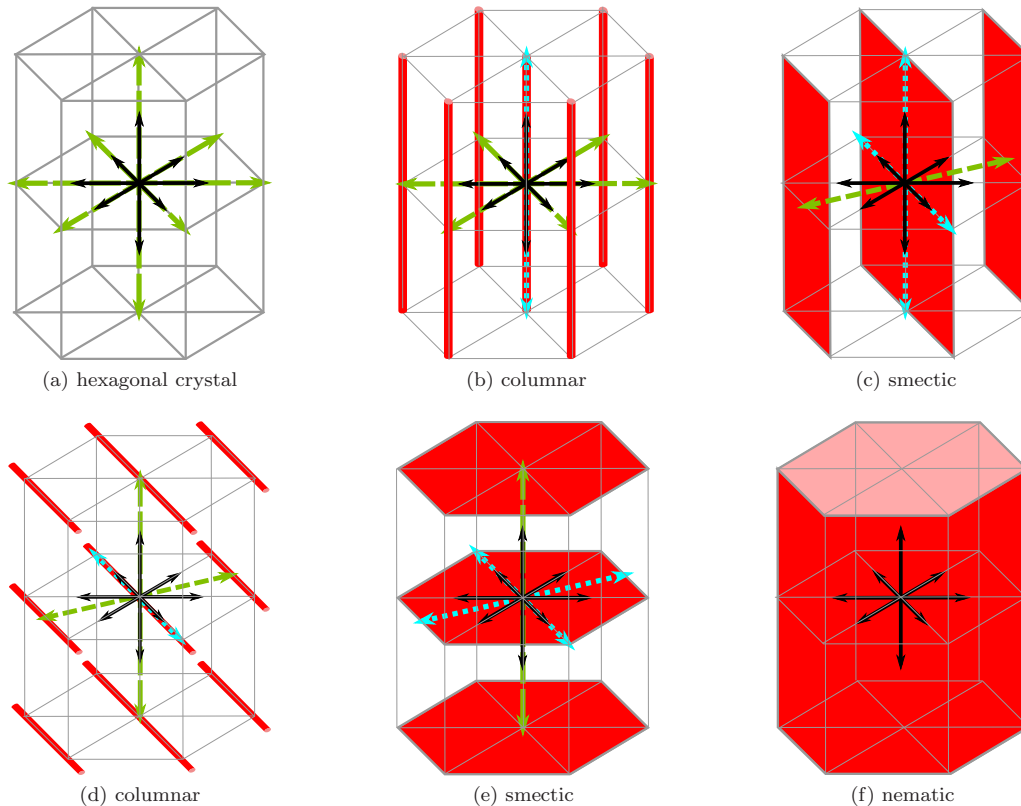 (a) hexagonal crystal
(b) columnar
(c) smectic
(d) columnar
(e) smectic
(f) nematic